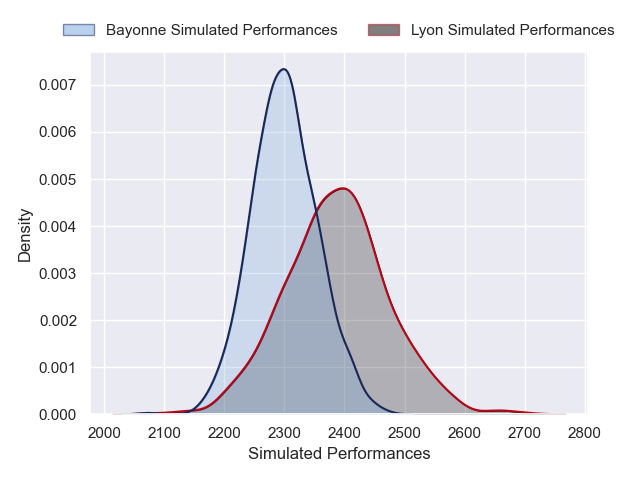 Bayonne Simulated Performances Lyon Simulated Performances
0.007
0.006
0.005
0.004
0.003
0.002
0.001
0.000
Density
2000 2100 2200 2300 2400 2500 2600 2700 2800
Simulated Performances